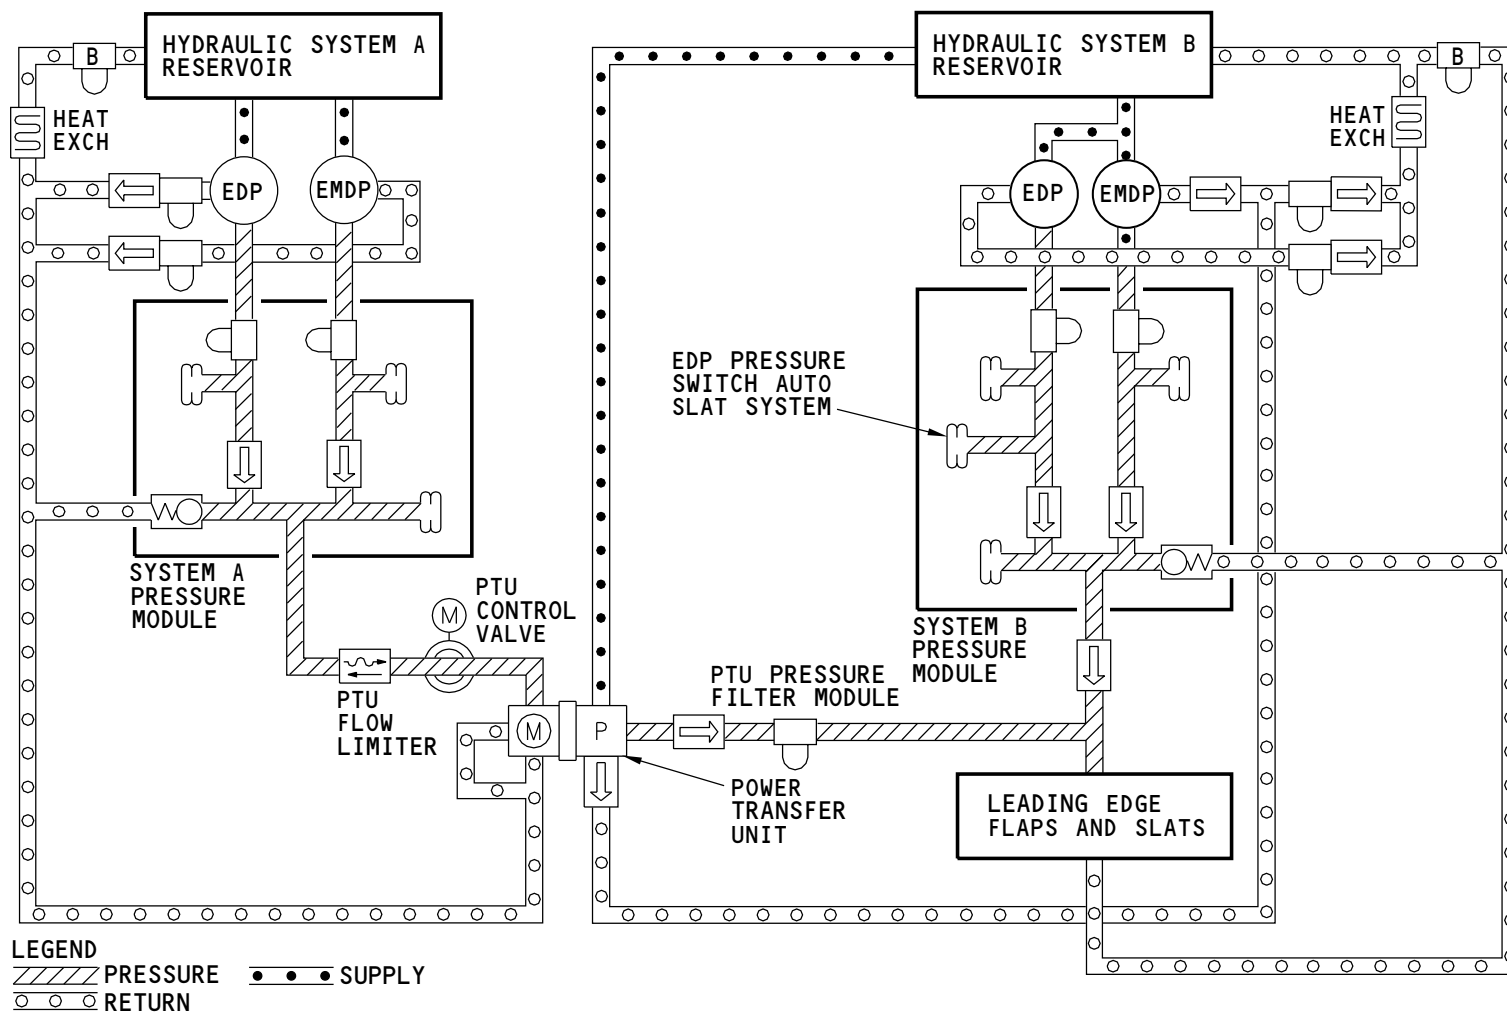 HYDRAULIC SYSTEM A
RESERVOIR
B
HEAT
EXCH
EDP
EMDP
SYSTEM A
PRESSURE
MODULE
PTU
CONTROL
VALVE
M
PTU
FLOW
LIMITER
M
P
HYDRAULIC SYSTEM B
RESERVOIR
B
HEAT
EXCH
EDP
EMDP
EDP PRESSURE
SWITCH AUTO
SLAT SYSTEM
SYSTEM B
PRESSURE
MODULE
PTU PRESSURE
FILTER MODULE
POWER
TRANSFER
UNIT
LEADING EDGE
FLAPS AND SLATS
LEGEND
PRESSURE
SUPPLY
RETURN